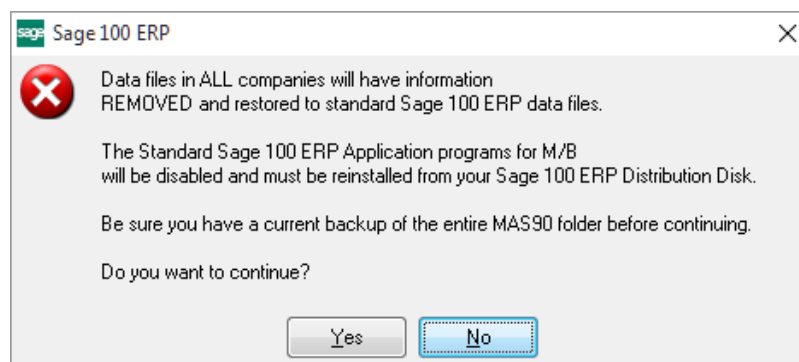 sage Sage 100 ERP
Data files in ALL companies will have information
REMOVED and restored to standard Sage 100 ERP data files.
The Standard Sage 100 ERP Application programs for M/B
will be disabled and must be reinstalled from your Sage 100 ERP Distribution Disk.
Be sure you have a current backup of the entire MAS90 folder before continuing.
Do you want to continue?
Yes No